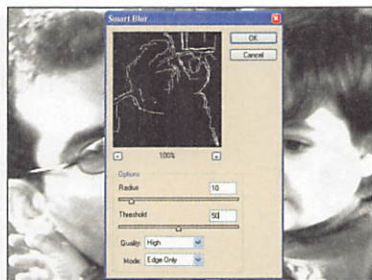 Smart Blur
OK
Cancel
100%
Options
Radius 10
Threshold 50
Quality: High
Mode: Edge Only